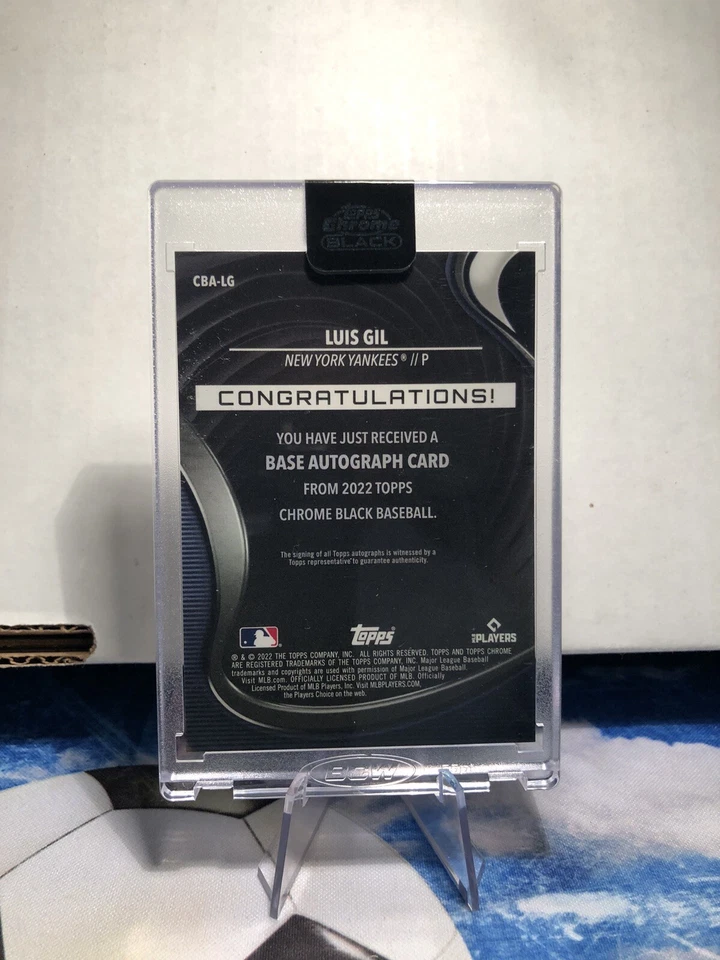 Topps
Chrome
BLACK
CBA-LG
LUIS GIL
NEW YORK YANKEES® // P
CONGRATULATIONS!
YOU HAVE JUST RECEIVED A
BASE AUTOGRAPH CARD
FROM 2022 TOPPS
CHROME BLACK BASEBALL.
The signing of all Topps autographs is witnessed by a
Topps representative to guarantee authenticity.
Topps
MLB PLAYERS
® & © 2022 THE TOPPS COMPANY, INC. ALL RIGHTS RESERVED. TOPPS AND TOPPS CHROME
ARE REGISTERED TRADEMARKS OF THE TOPPS COMPANY, INC. Major League Baseball
trademarks and copyrights are used with permission of Major League Baseball.
Visit MLB.com. OFFICIALLY LICENSED PRODUCT OF MLB. Officially
Licensed Product of MLB Players, Inc. Visit MLBPLAYERS.COM,
the Players Choice on the web.
BCW